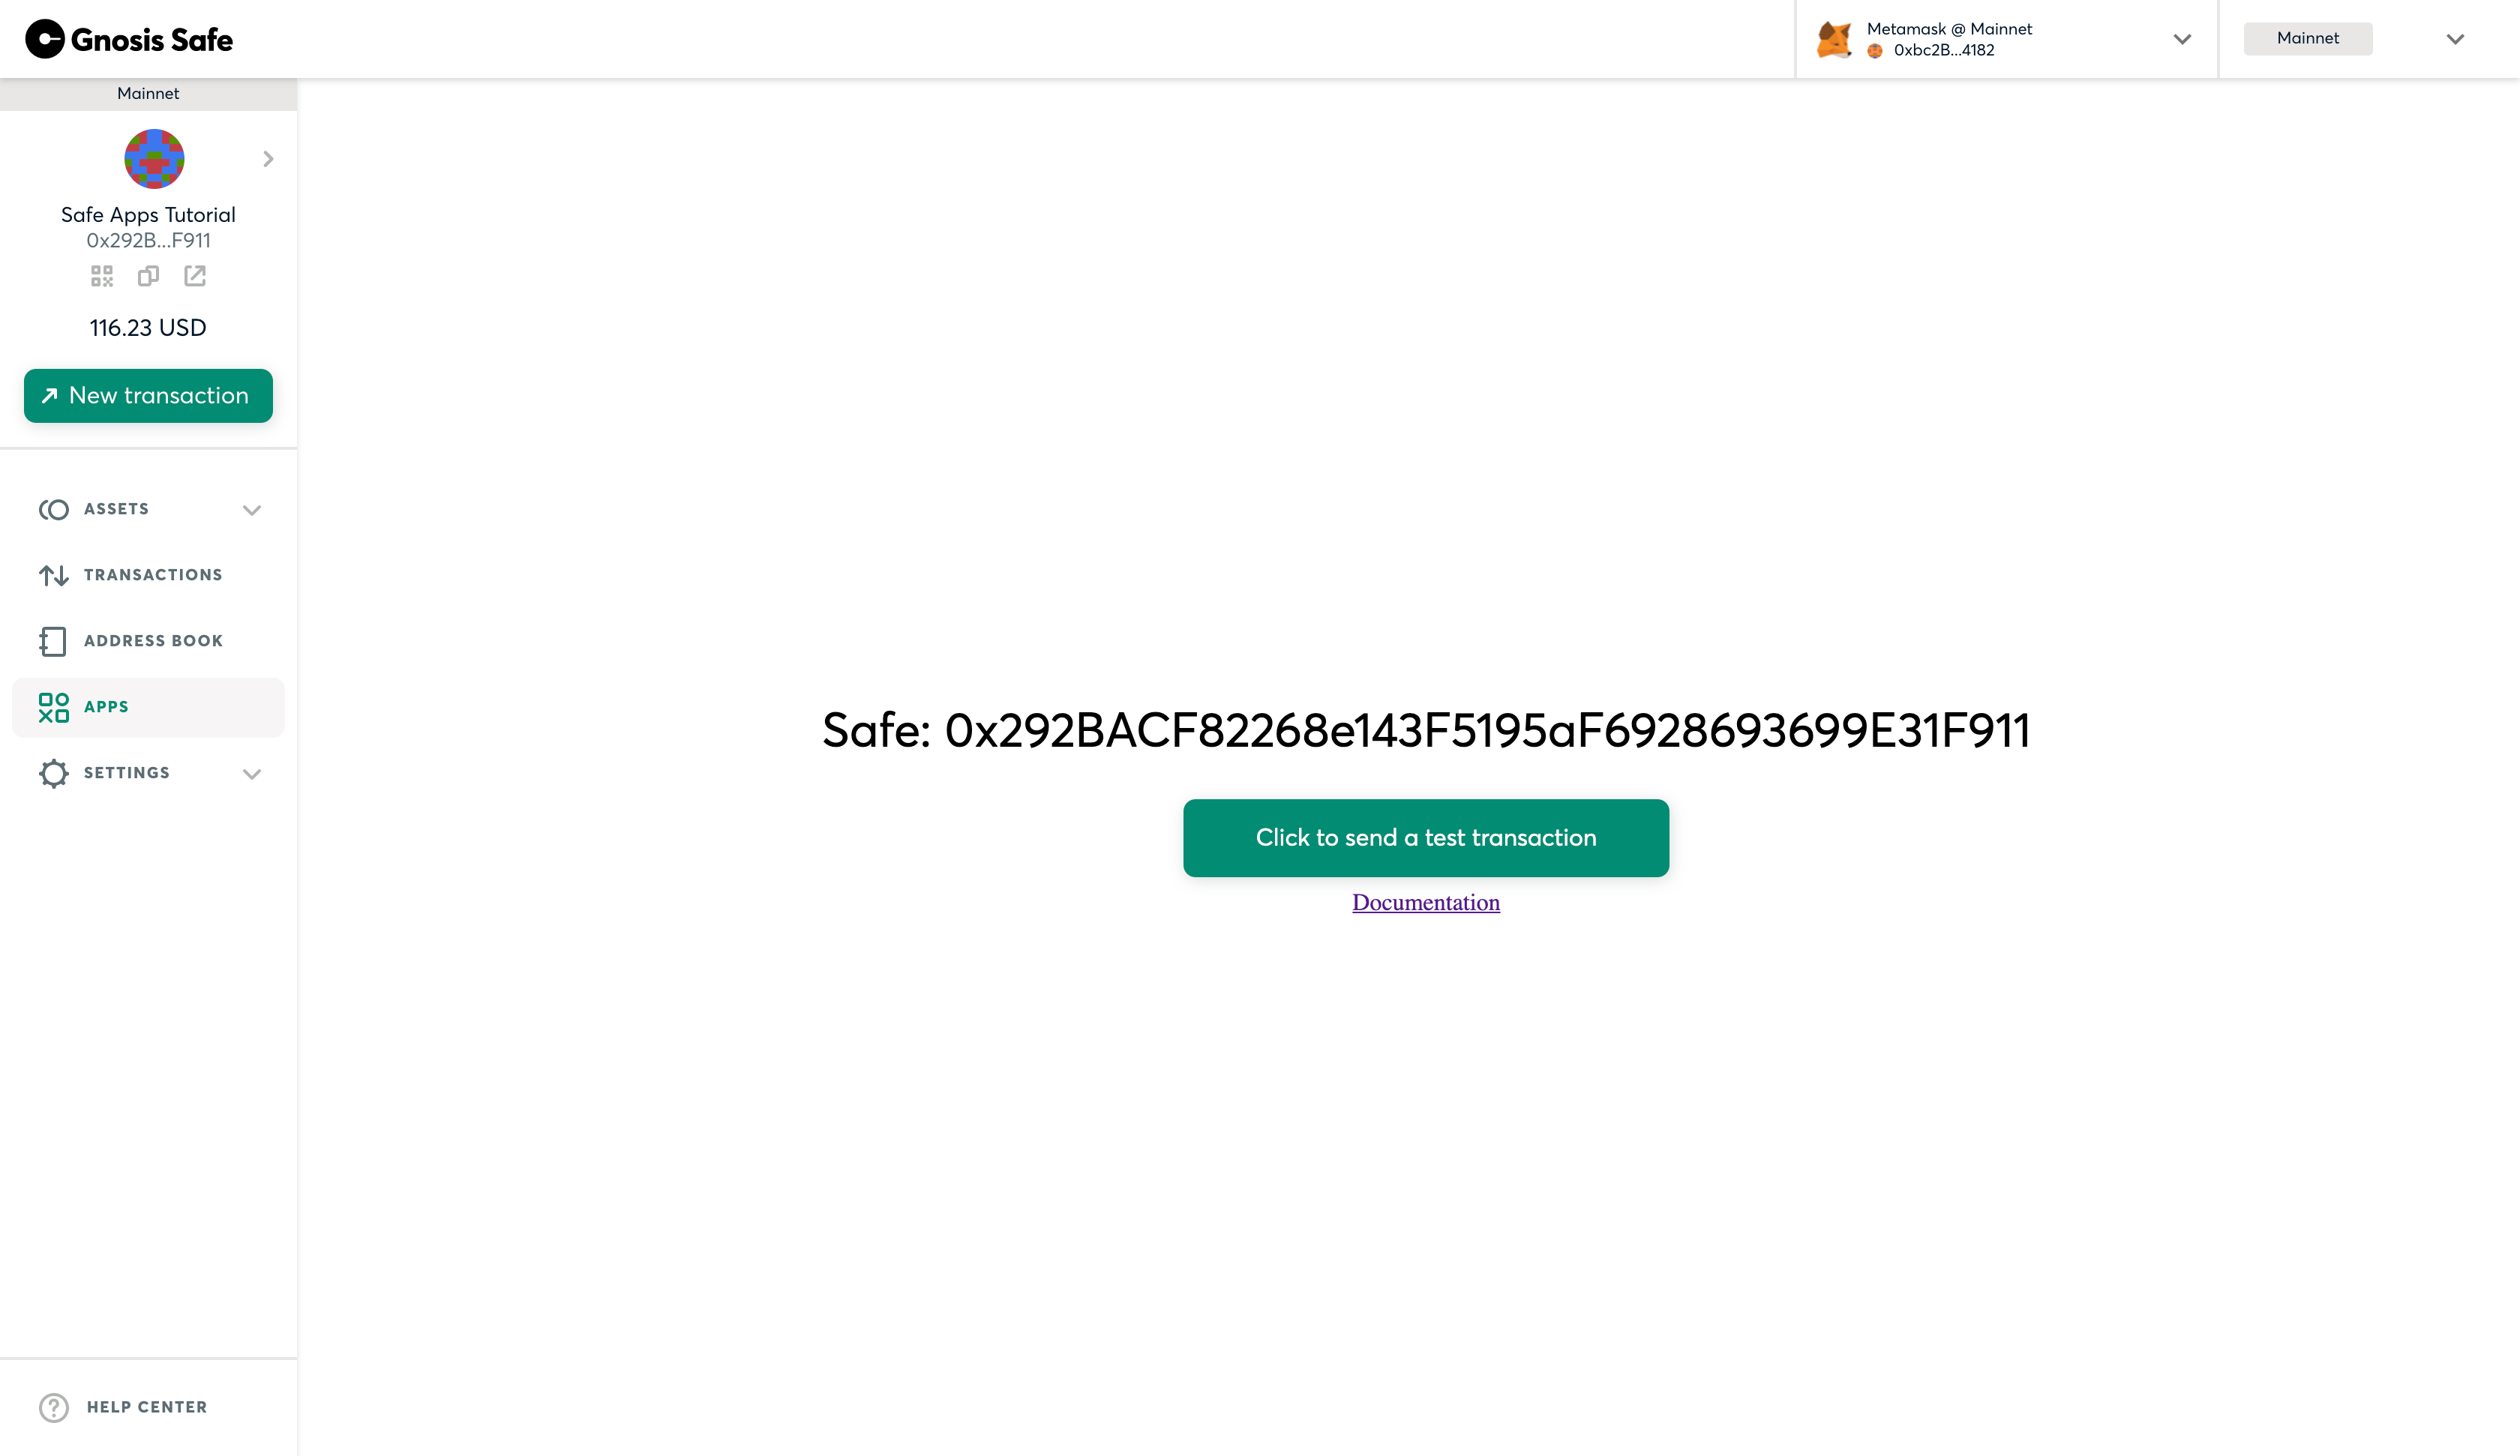 Gnosis Safe
Metamask @ Mainnet
0xbc2B...4182
Mainnet
Mainnet
Safe Apps Tutorial
0x292B...F911
116.23 USD
New transaction
ASSETS
TRANSACTIONS
ADDRESS BOOK
APPS
SETTINGS
HELP CENTER
Safe: 0x292BACF82268e143F5195aF6928693699E31F911
Click to send a test transaction
Documentation